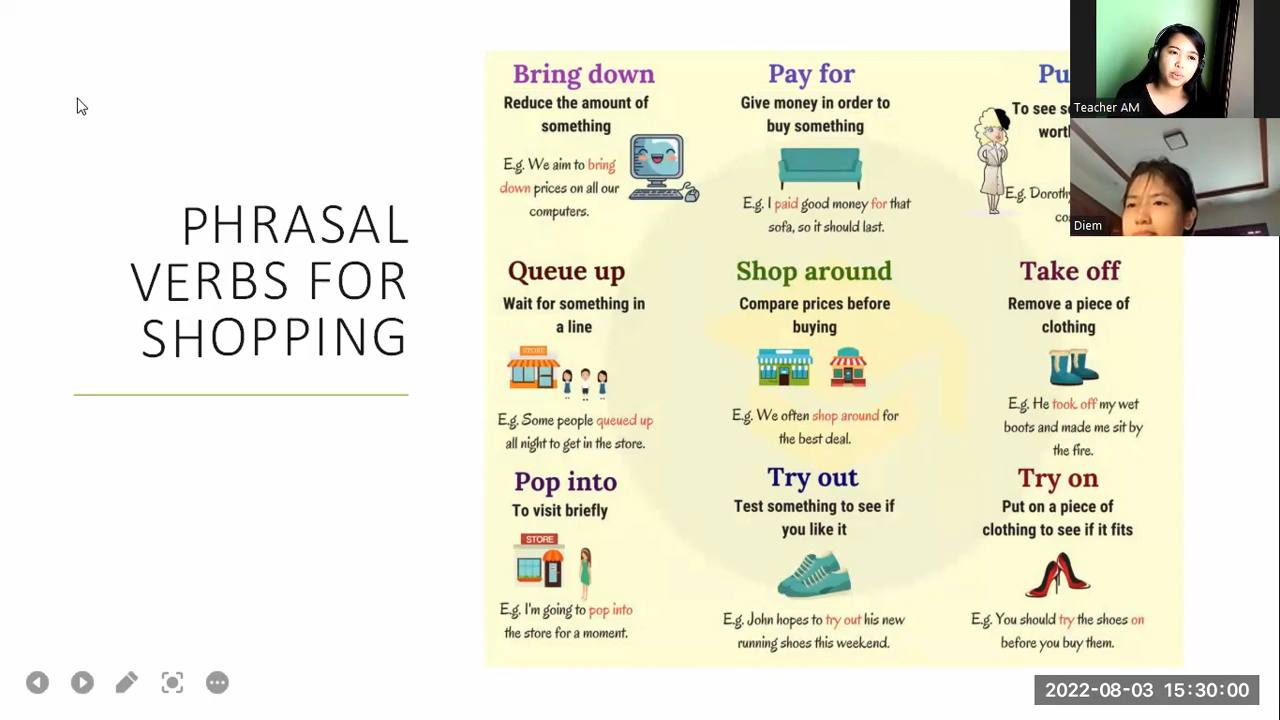 PHRASAL
VERBS FOR
SHOPPING
Bring down
Reduce the amount of
something
E.g. We aim to bring
down prices on all our
computers.
Pay for
Give money in order to
buy something
E.g. I paid good money for that
sofa, so it should last.
To see
E.g. Dorothy
Queue up
Wait for something in
a line
STORE
E.g. Some people queued up
all night to get in the store.
Shop around
Compare prices before
buying
E.g. We often shop around for
the best deal.
Take off
Remove a piece of
clothing
E.g. He took off my wet
boots and made me sit by
the fire.
Pop into
To visit briefly
STORE
E.g. I'm going to pop into
the store for a moment.
Try out
Test something to see if
you like it
E.g. John hopes to try out his new
running shoes this weekend.
Try on
Put on a piece of
clothing to see if it fits
E.g. You should try the shoes on
before you buy them.
Teacher AM
Diem
2022-08-03 15:30:00